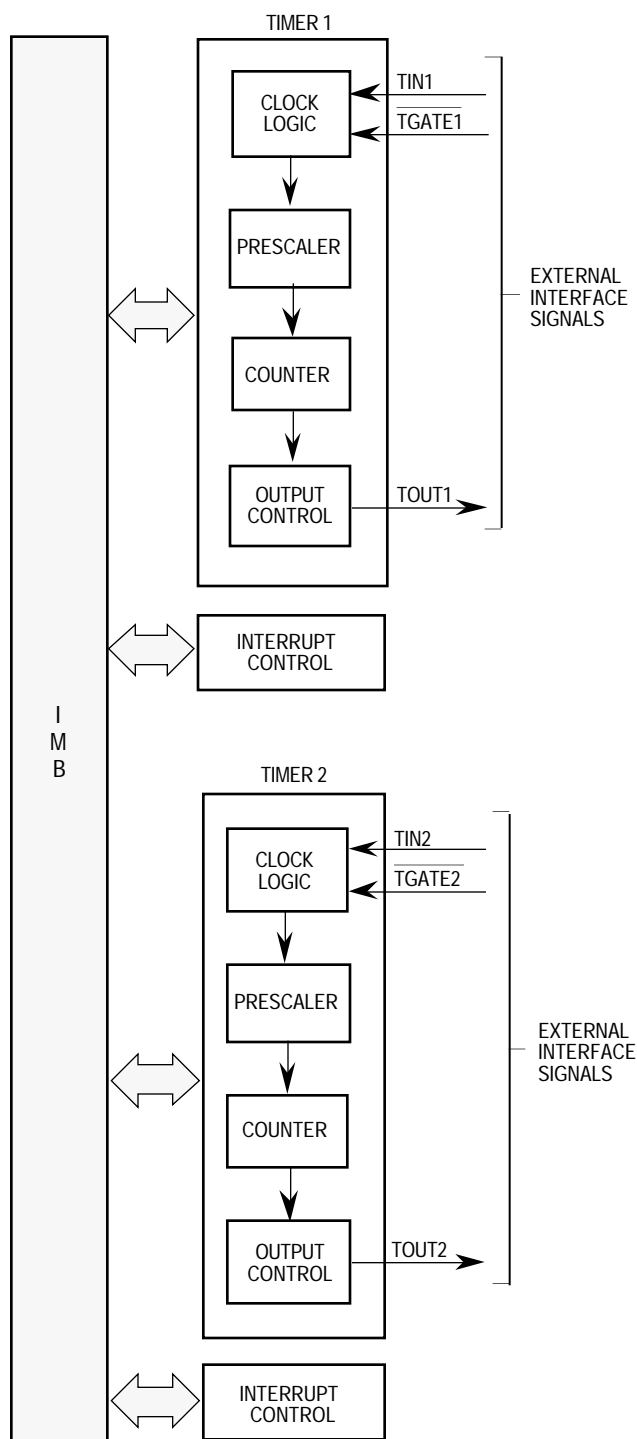 TIMER 1
CLOCK
LOGIC
TIN1
TGATE1
PRESCALER
COUNTER
OUTPUT
CONTROL
TOUT1
EXTERNAL
INTERFACE
SIGNALS
INTERRUPT
CONTROL
I
M
B
TIMER 2
CLOCK
LOGIC
TIN2
TGATE2
PRESCALER
COUNTER
OUTPUT
CONTROL
TOUT2
EXTERNAL
INTERFACE
SIGNALS
INTERRUPT
CONTROL